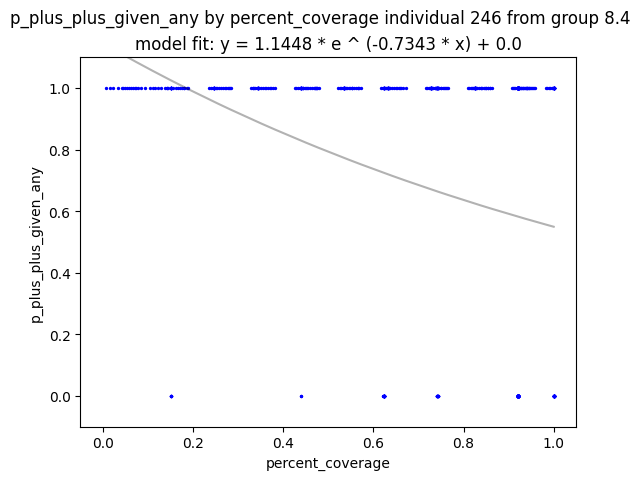 p_plus_plus_given_any by percent_coverage individual 246 from group 8.4
model fit: y = 1.1448 * e ^ (-0.7343 * x) + 0.0
1.0
0.8
0.6
0.4
0.2
0.0
p_plus_plus_given_any
0.0 0.2 0.4 0.6 0.8 1.0
percent_coverage